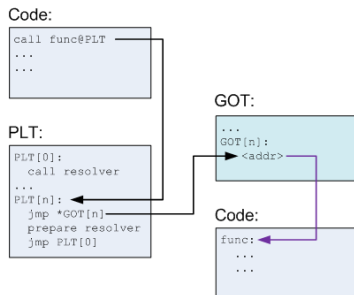 Code:
call func@PLT
...
...
PLT:
PLT[0]:
call resolver
...
PLT[n]:
jmp *GOT[n]
prepare resolver
jmp PLT[0]
GOT:
...
GOT[n]:
<addr>
Code:
func:
...
...